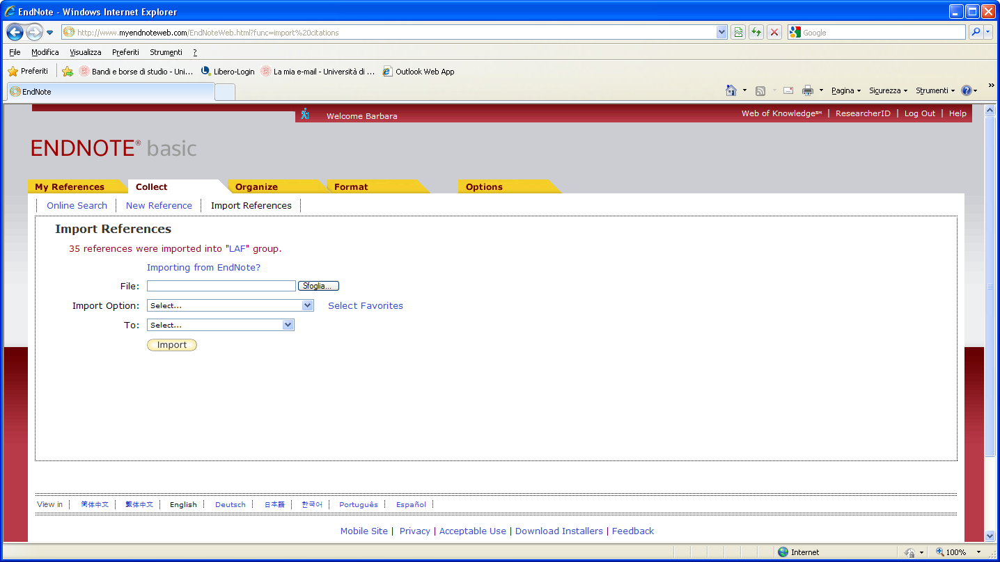 EndNote - Windows Internet Explorer
http://www.myendnoteweb.com/EndNoteWeb.html?func=import%20citations
Google
File Modifica Visualizza Preferiti Strumenti ?
Preferiti Bandi e borse di studio - Uni... Libero-Login La mia e-mail - Università di ... Outlook Web App
EndNote Pagina Sicurezza Strumenti »
Welcome Barbara Web of Knowledge℠ | ResearcherID | Log Out | Help
ENDNOTE® basic
My References Collect Organize Format Options
Online Search New Reference Import References
Import References
35 references were imported into "LAF" group.
Importing from EndNote?
File: Sfoglia...
Import Option: Select... Select Favorites
To: Select...
Import
View in 简体中文 繁体中文 English Deutsch 日本語 한국어 Português Español
Mobile Site | Privacy | Acceptable Use | Download Installers | Feedback
Internet 100%